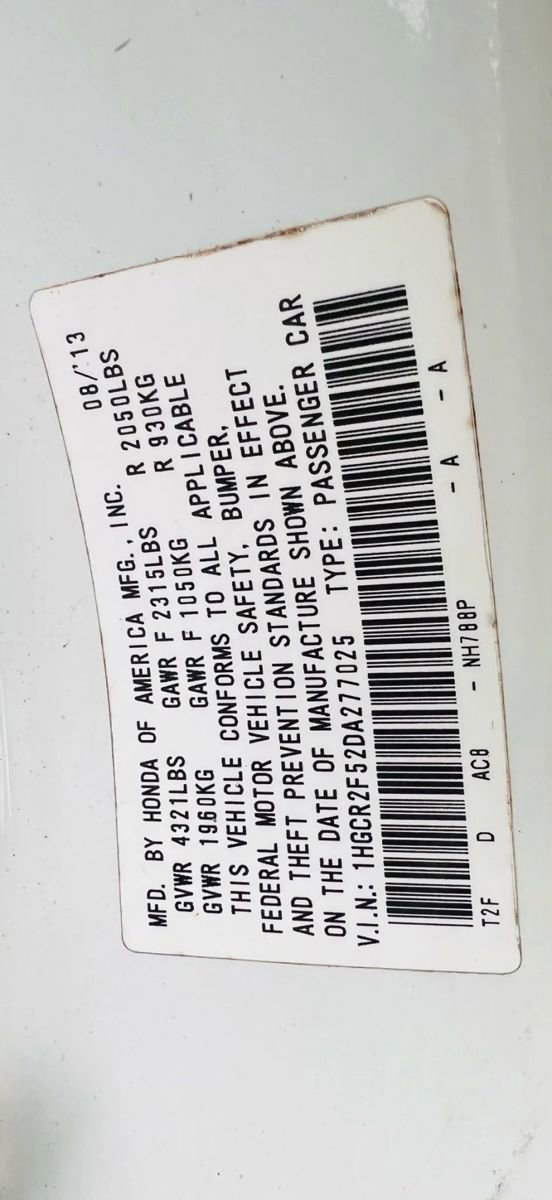 MFD. BY HONDA OF AMERICA MFG., INC. 08/'13
GVWR 4321LBS GAWR F 2315LBS R 2050LBS
GVWR 1960KG GAWR F 1050KG R 930KG
THIS VEHICLE CONFORMS TO ALL APPLICABLE
FEDERAL MOTOR VEHICLE SAFETY, BUMPER,
AND THEFT PREVENTION STANDARDS IN EFFECT
ON THE DATE OF MANUFACTURE SHOWN ABOVE.
V.I.N.: 1HGCR2F52DA277025 TYPE: PASSENGER CAR
T2F D AC8 - NH788P - A - A